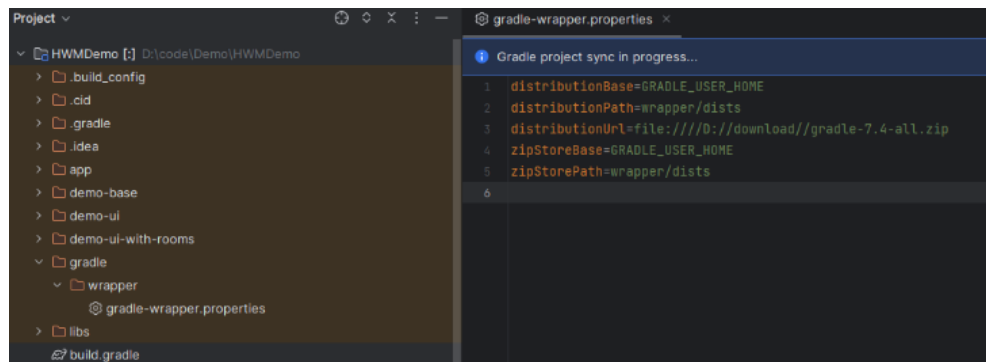 Project
HWMDemo [:] D:\code\Demo\HWMDemo
.build_config
.cid
.gradle
.idea
app
demo-base
demo-ui
demo-ui-with-rooms
gradle
wrapper
gradle-wrapper.properties
libs
build.gradle
gradle-wrapper.properties
Gradle project sync in progress...
1 distributionBase=GRADLE_USER_HOME
2 distributionPath=wrapper/dists
3 distributionUrl=file:////D://download//gradle-7.4-all.zip
4 zipStoreBase=GRADLE_USER_HOME
5 zipStorePath=wrapper/dists
6